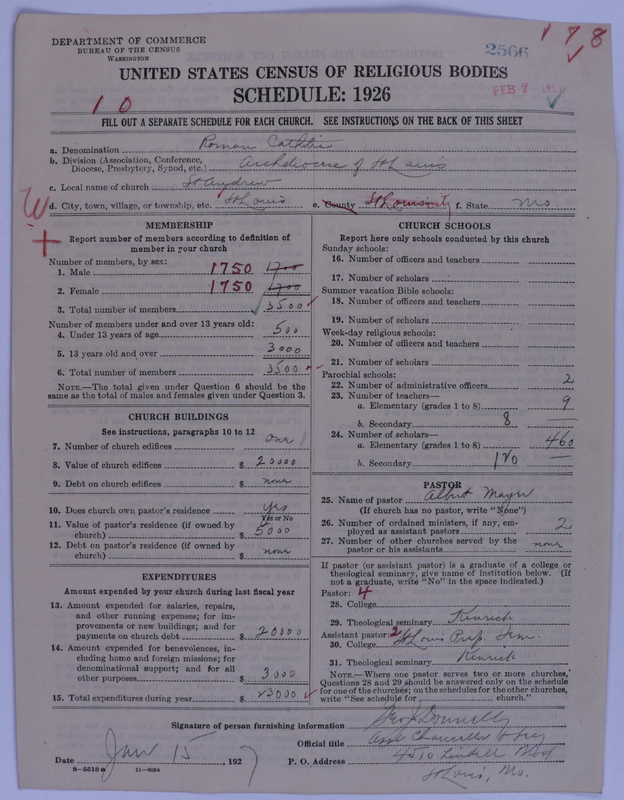 DEPARTMENT OF COMMERCE
BUREAU OF THE CENSUS
WASHINGTON
2566
178
FEB 7
UNITED STATES CENSUS OF RELIGIOUS BODIES
SCHEDULE: 1926
10
FILL OUT A SEPARATE SCHEDULE FOR EACH CHURCH. SEE INSTRUCTIONS ON THE BACK OF THIS SHEET
a. Denomination Roman Catholic
b. Division (Association, Conference, Diocese, Presbytery, Synod, etc.) Archdiocese of St Louis
c. Local name of church St Andrew
d. City, town, village, or township, etc. St Louis e. County St Louis city f. State Mo.
W
MEMBERSHIP
Report number of members according to definition of
member in your church
Number of members, by sex:
1. Male 1750 1700
2. Female 1750 1700
3. Total number of members 3500
Number of members under and over 13 years old:
4. Under 13 years of age 500
5. 13 years old and over 3000
6. Total number of members 3500
NOTE.—The total given under Question 6 should be the
same as the total of males and females given under Question 3.
CHURCH BUILDINGS
See instructions, paragraphs 10 to 12
7. Number of church edifices one
8. Value of church edifices $ 20000
9. Debt on church edifices $ none
10. Does church own pastor's residence yes
Yes or No
11. Value of pastor's residence (if owned by
church) $ 5000
12. Debt on pastor's residence (if owned by
church) $ none
EXPENDITURES
Amount expended by your church during last fiscal year
13. Amount expended for salaries, repairs,
and other running expenses; for im-
provements or new buildings; and for
payments on church debt $ 20000
14. Amount expended for benevolences, in-
cluding home and foreign missions; for
denominational support; and for all
other purposes $ 3000
15. Total expenditures during year $ 23000
CHURCH SCHOOLS
Report here only schools conducted by this church
Sunday schools:
16. Number of officers and teachers
17. Number of scholars
Summer vacation Bible schools:
18. Number of officers and teachers
19. Number of scholars
Week-day religious schools:
20. Number of officers and teachers
21. Number of scholars
Parochial schools:
22. Number of administrative officers 2
23. Number of teachers—
a. Elementary (grades 1 to 8) 9
b. Secondary 8 —
24. Number of scholars—
a. Elementary (grades 1 to 8) 460
b. Secondary —
PASTOR
25. Name of pastor Albert Mayer
(If church has no pastor, write "None")
26. Number of ordained ministers, if any, em-
ployed as assistant pastors 2
27. Number of other churches served by the
pastor or his assistants none
If pastor (or assistant pastor) is a graduate of a college or
theological seminary, give name of institution below. (If
not a graduate, write "No" in the space indicated.)
Pastor: 4
28. College
29. Theological seminary Kenrick
Assistant pastor: 2
30. College St Louis Prep. Sem.
31. Theological seminary Kenrick
NOTE.—Where one pastor serves two or more churches,
Questions 28 and 29 should be answered only on the schedule
for one of the churches; on the schedules for the other churches,
write "See schedule for church."
Signature of person furnishing information Geo J Donnelly
Official title Asst Chancellor &
Date Jan 15, 1927 P. O. Address 4510 Lindell Blvd
St Louis, Mo.
8—5518a 11—9054